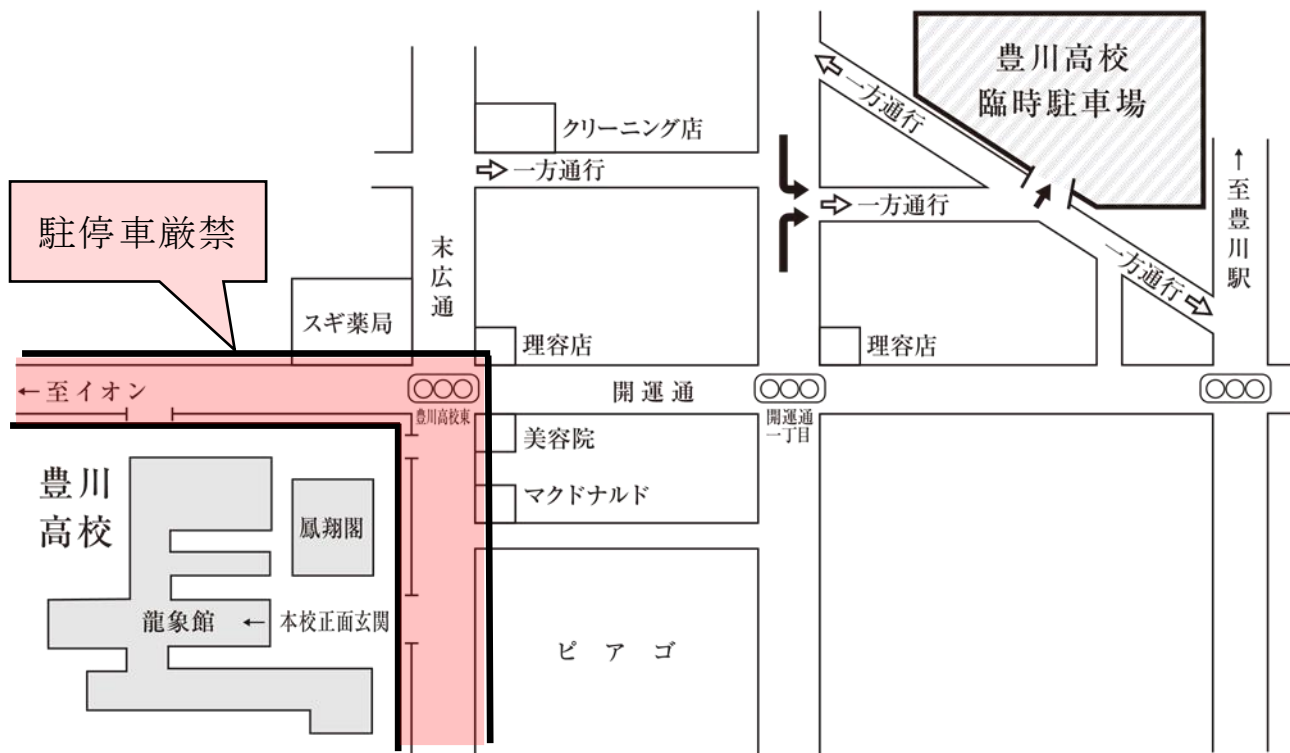 豊川高校
臨時駐車場
一方通行
クリーニング店
一方通行
一方通行
駐停車厳禁
末広通
↑至豊川駅
一方通行
スギ薬局
理容店
理容店
←至イオン
豊川高校東
開運通
開運通
一丁目
美容院
マクドナルド
豊川
高校
鳳翔閣
龍象館
←
本校正面玄関
ピアゴ